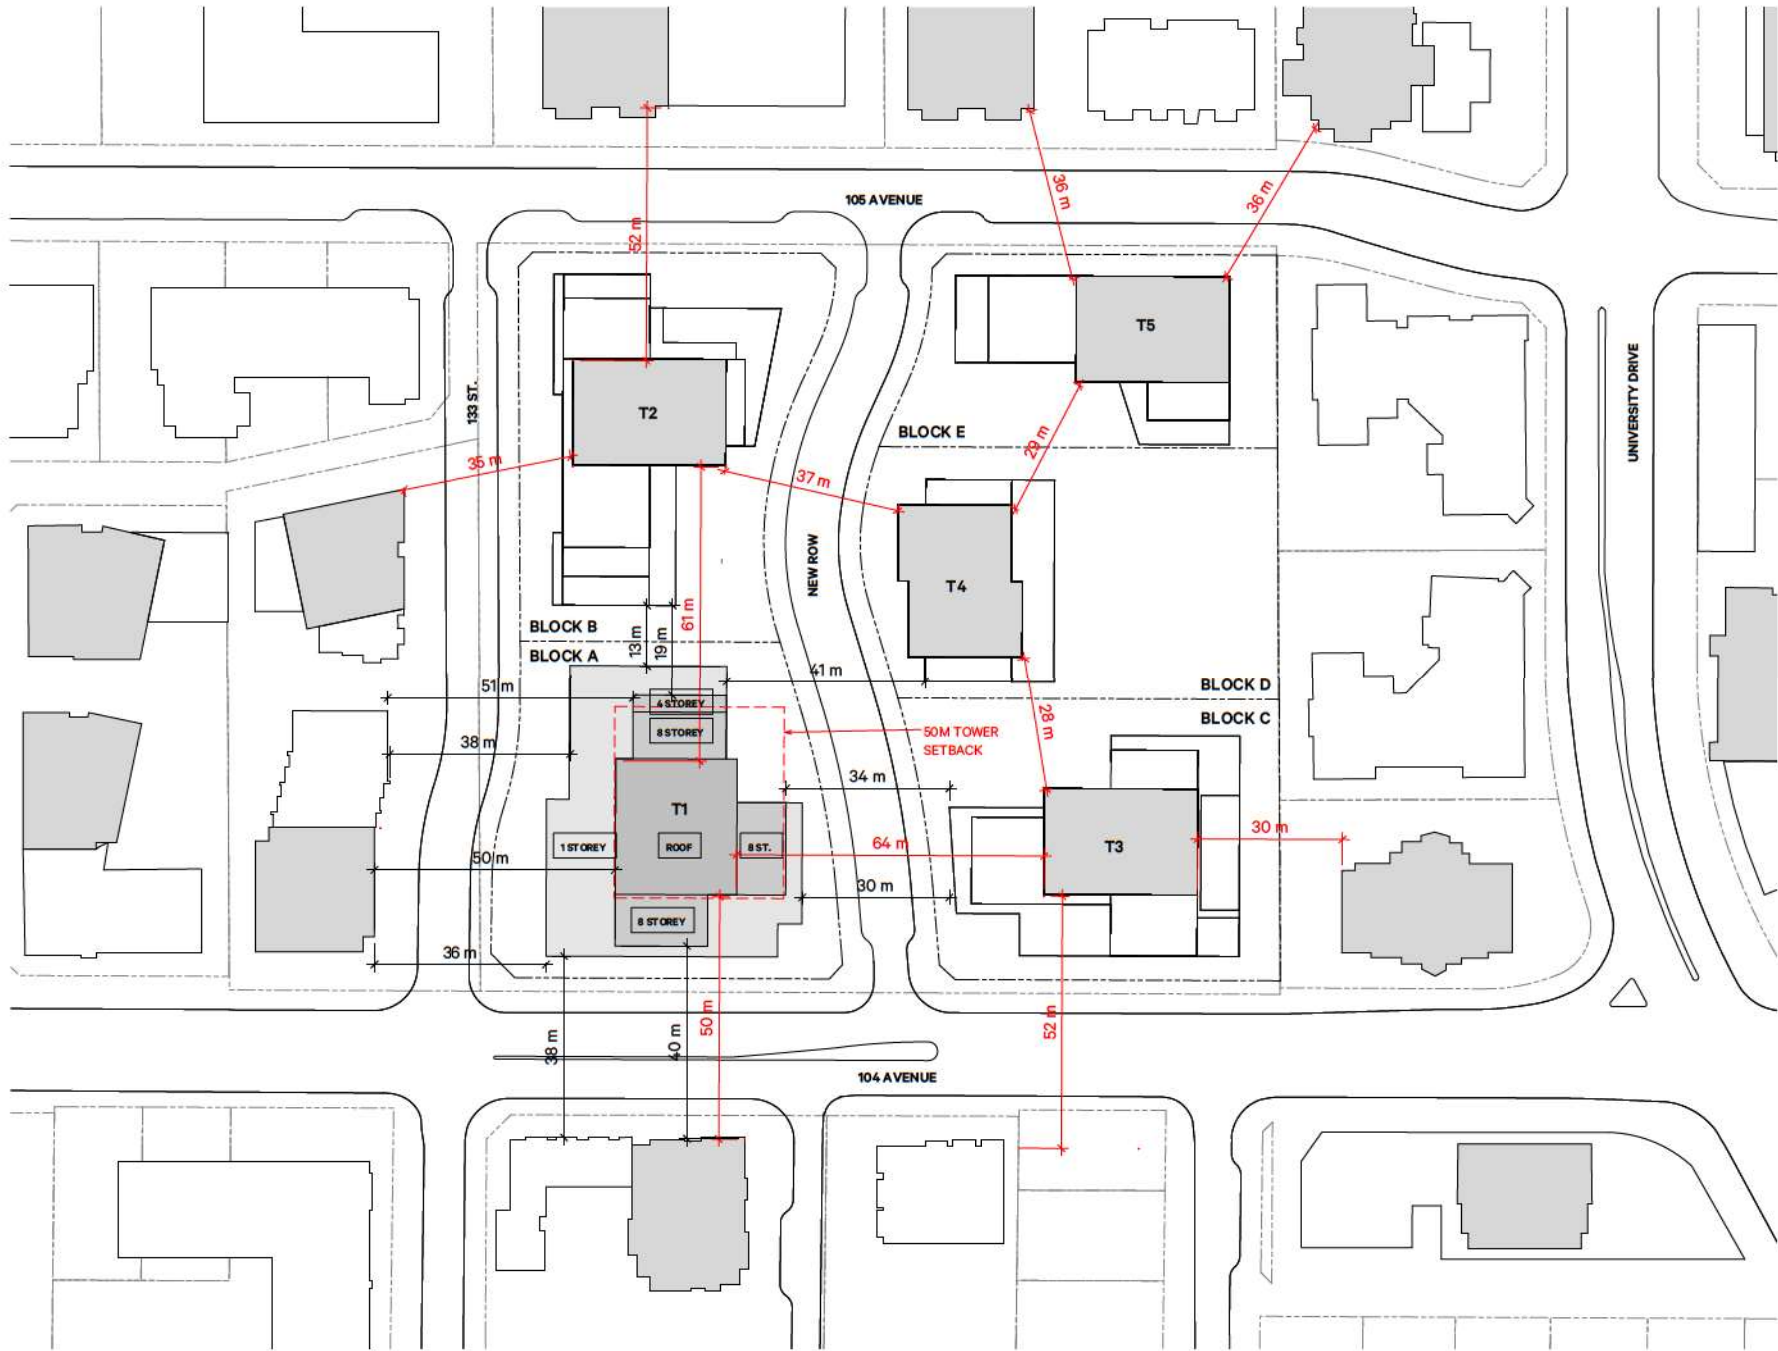 36 m
36 m
105 AVENUE
52 m
T5
UNIVERSITY DRIVE
133 ST.
T2
BLOCK E
29 m
35 m
37 m
NEW ROW
T4
61 m
BLOCK B
13 m
19 m
BLOCK A
41 m
51 m
BLOCK D
4 STOREY
28 m
BLOCK C
8 STOREY
50M TOWER
SETBACK
38 m
34 m
T1
30 m
1 STOREY
ROOF
8 ST.
64 m
T3
50 m
30 m
8 STOREY
36 m
50 m
52 m
38 m
40 m
104 AVENUE